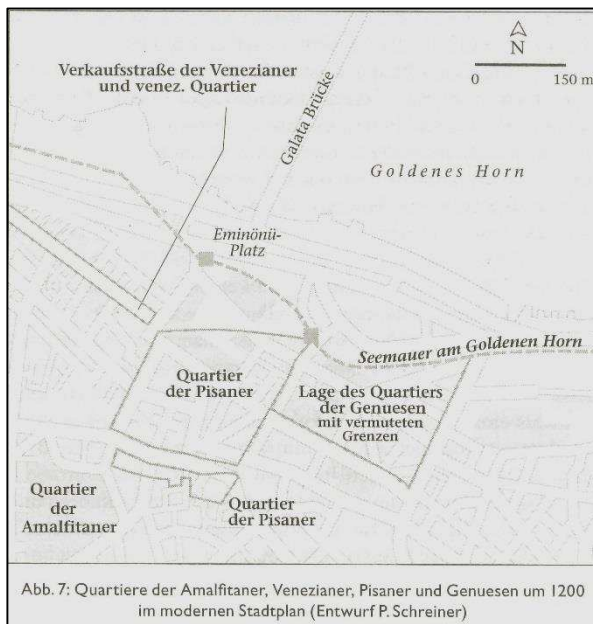 N
0 150 m
Verkaufsstraße der Venezianer
und venez. Quartier
Galata Brücke
Goldenes Horn
Eminönü-
Platz
Seemauer am Goldenen Horn
Quartier
der Pisaner
Lage des Quartiers
der Genuesen
mit vermuteten
Grenzen
Quartier
der
Amalfitaner
Quartier
der Pisaner
Abb. 7: Quartiere der Amalfitaner, Venezianer, Pisaner und Genuesen um 1200
im modernen Stadtplan (Entwurf P. Schreiner)